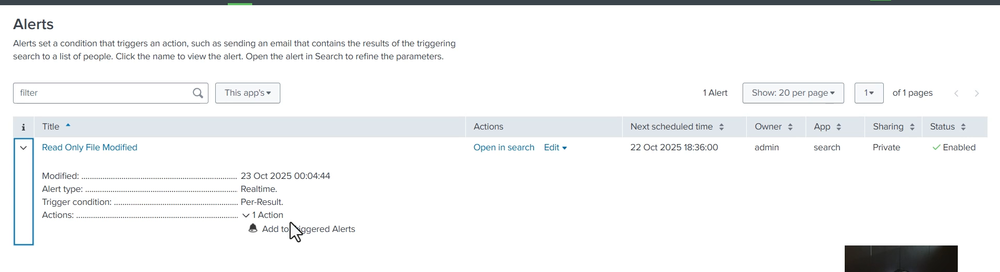 Alerts
Alerts set a condition that triggers an action, such as sending an email that contains the results of the triggering
search to a list of people. Click the name to view the alert. Open the alert in Search to refine the parameters.
filter This app's 1 Alert Show: 20 per page 1 of 1 pages
i Title Actions Next scheduled time Owner App Sharing Status
Read Only File Modified Open in search Edit 22 Oct 2025 18:36:00 admin search Private Enabled
Modified: 23 Oct 2025 00:04:44
Alert type: Realtime.
Trigger condition: Per-Result.
Actions: 1 Action
Add to Triggered Alerts